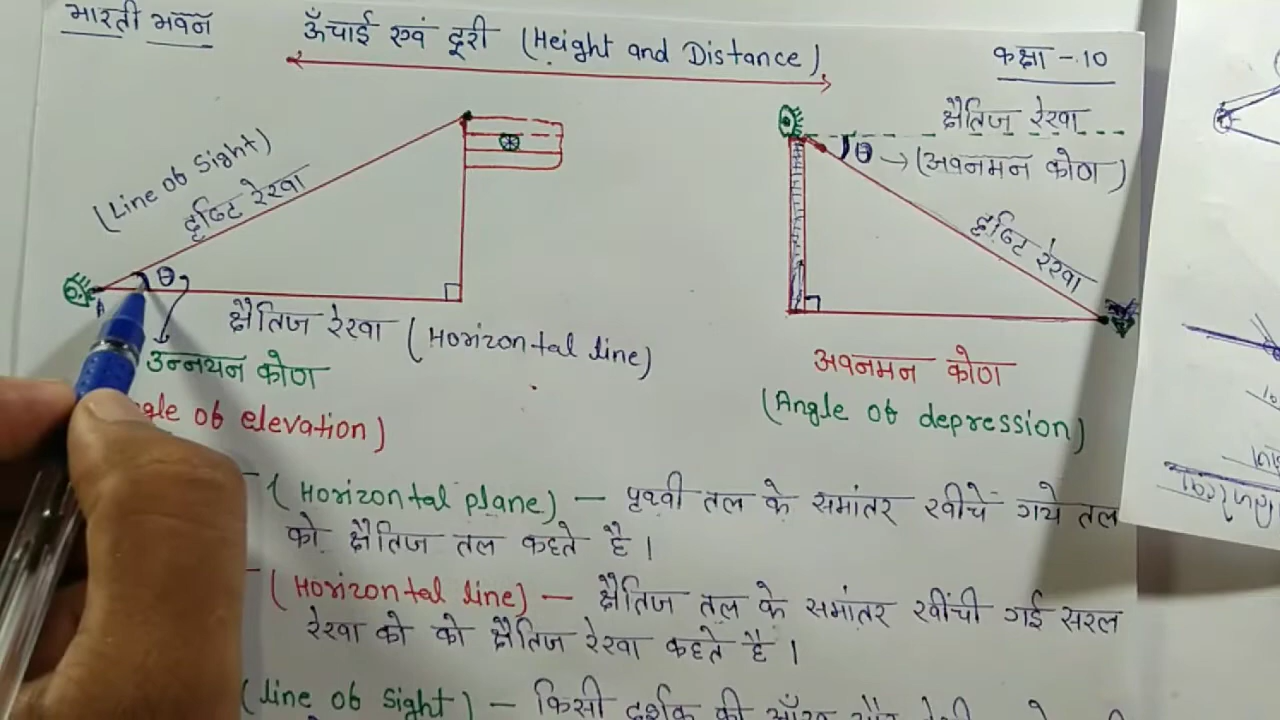 भारती भवन
ऊँचाई एवं दूरी (Height and Distance)
कक्षा - 10
(Line of Sight)
दृष्टि रेखा
θ
A
क्षैतिज रेखा (Horizontal line)
उन्नयन कोण
gle of elevation)
क्षैतिज रेखा
θ → (अवनमन कोण)
दृष्टि रेखा
अवनमन कोण
(Angle of depression)
(Horizontal plane) – पृथ्वी तल के समांतर खींचे गये तल
को क्षैतिज तल कहते है।
(Horizontal line) – क्षैतिज तल के समांतर खींची गई सरल
रेखा को को क्षैतिज रेखा कहते है।
(line of sight) – किसी दर्शक की आँख और